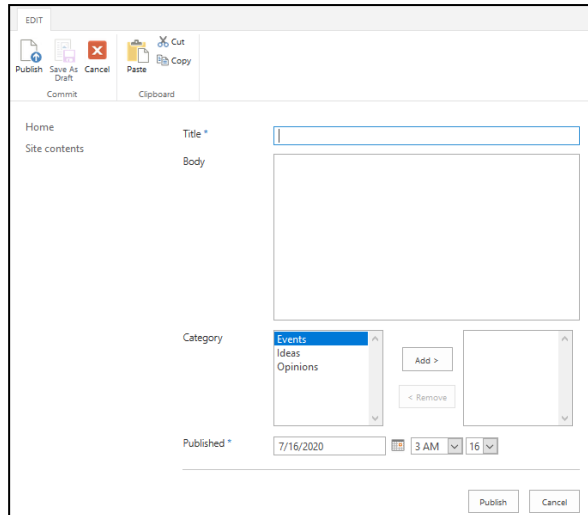 EDIT
Publish Save As Draft Cancel Paste Cut Copy
Commit Clipboard
Home
Site contents
Title *
Body
Category
Events
Ideas
Opinions
Add >
< Remove
Published * 7/16/2020 3 AM 16
Publish Cancel